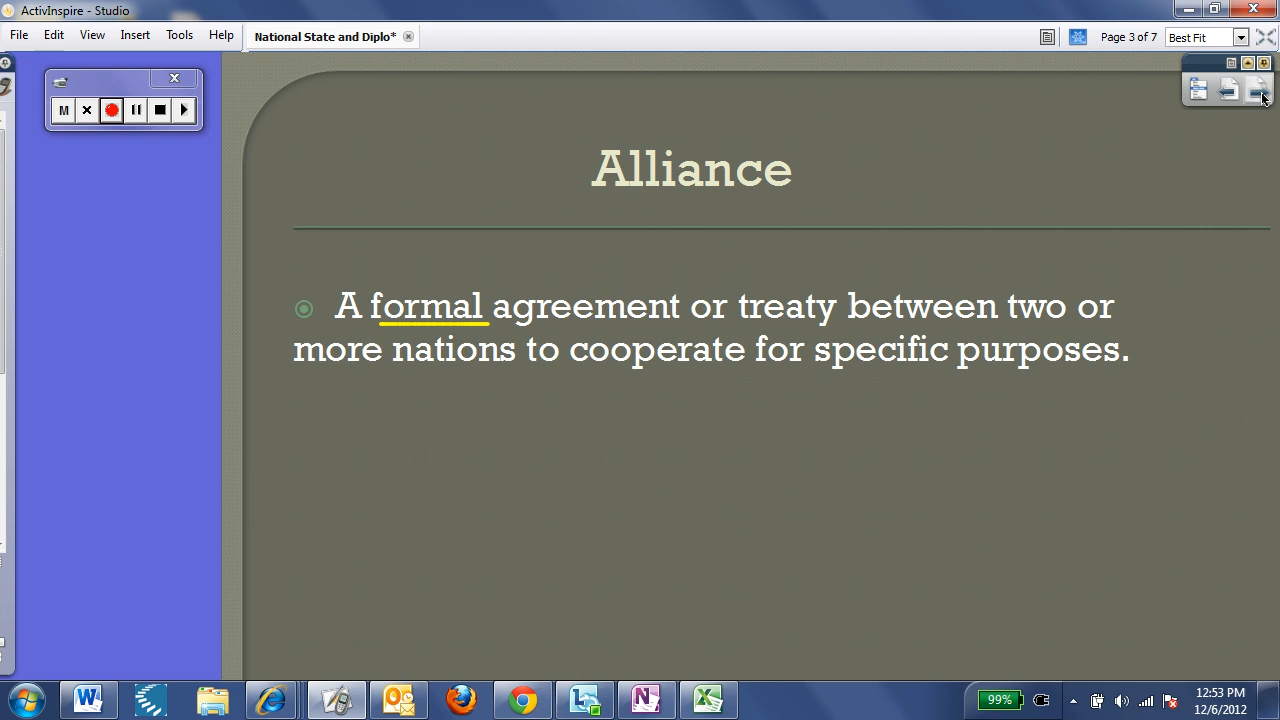 ActivInspire - Studio
File Edit View Insert Tools Help
National State and Diplo*
Page 3 of 7
Best Fit
M
Alliance
A formal agreement or treaty between two or
more nations to cooperate for specific purposes.
99%
12:53 PM
12/6/2012